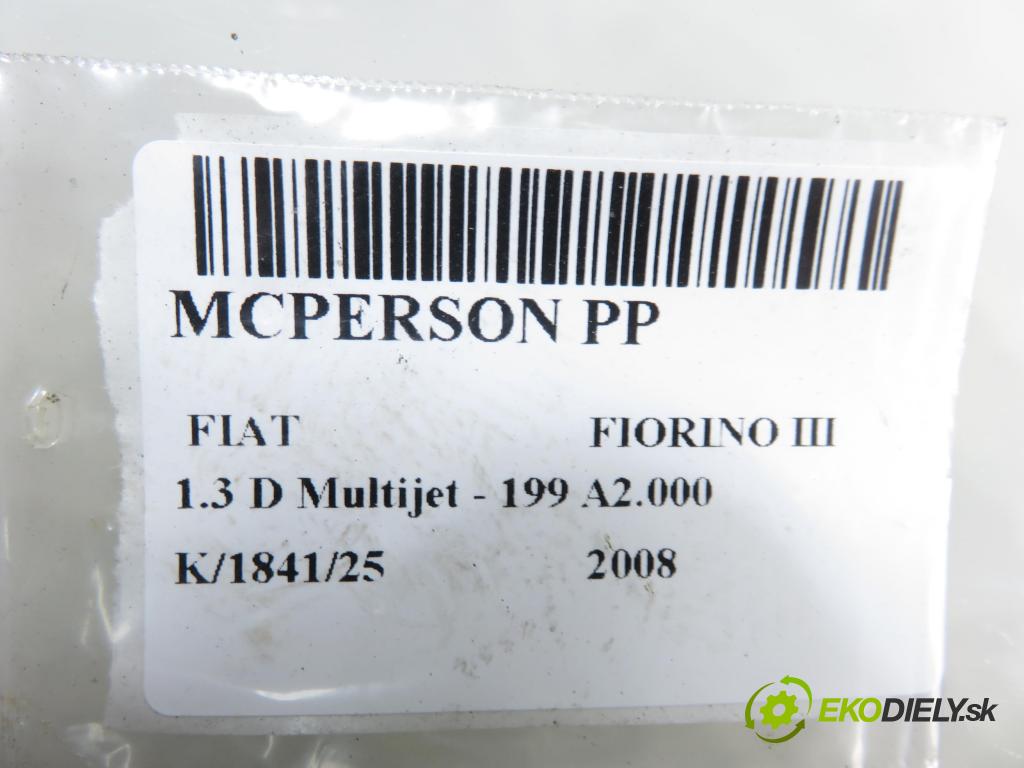 MCPERSON PP
FIAT FIORINO III
1.3 D Multijet - 199 A2.000
K/1841/25 2008
EKODIELY.sk